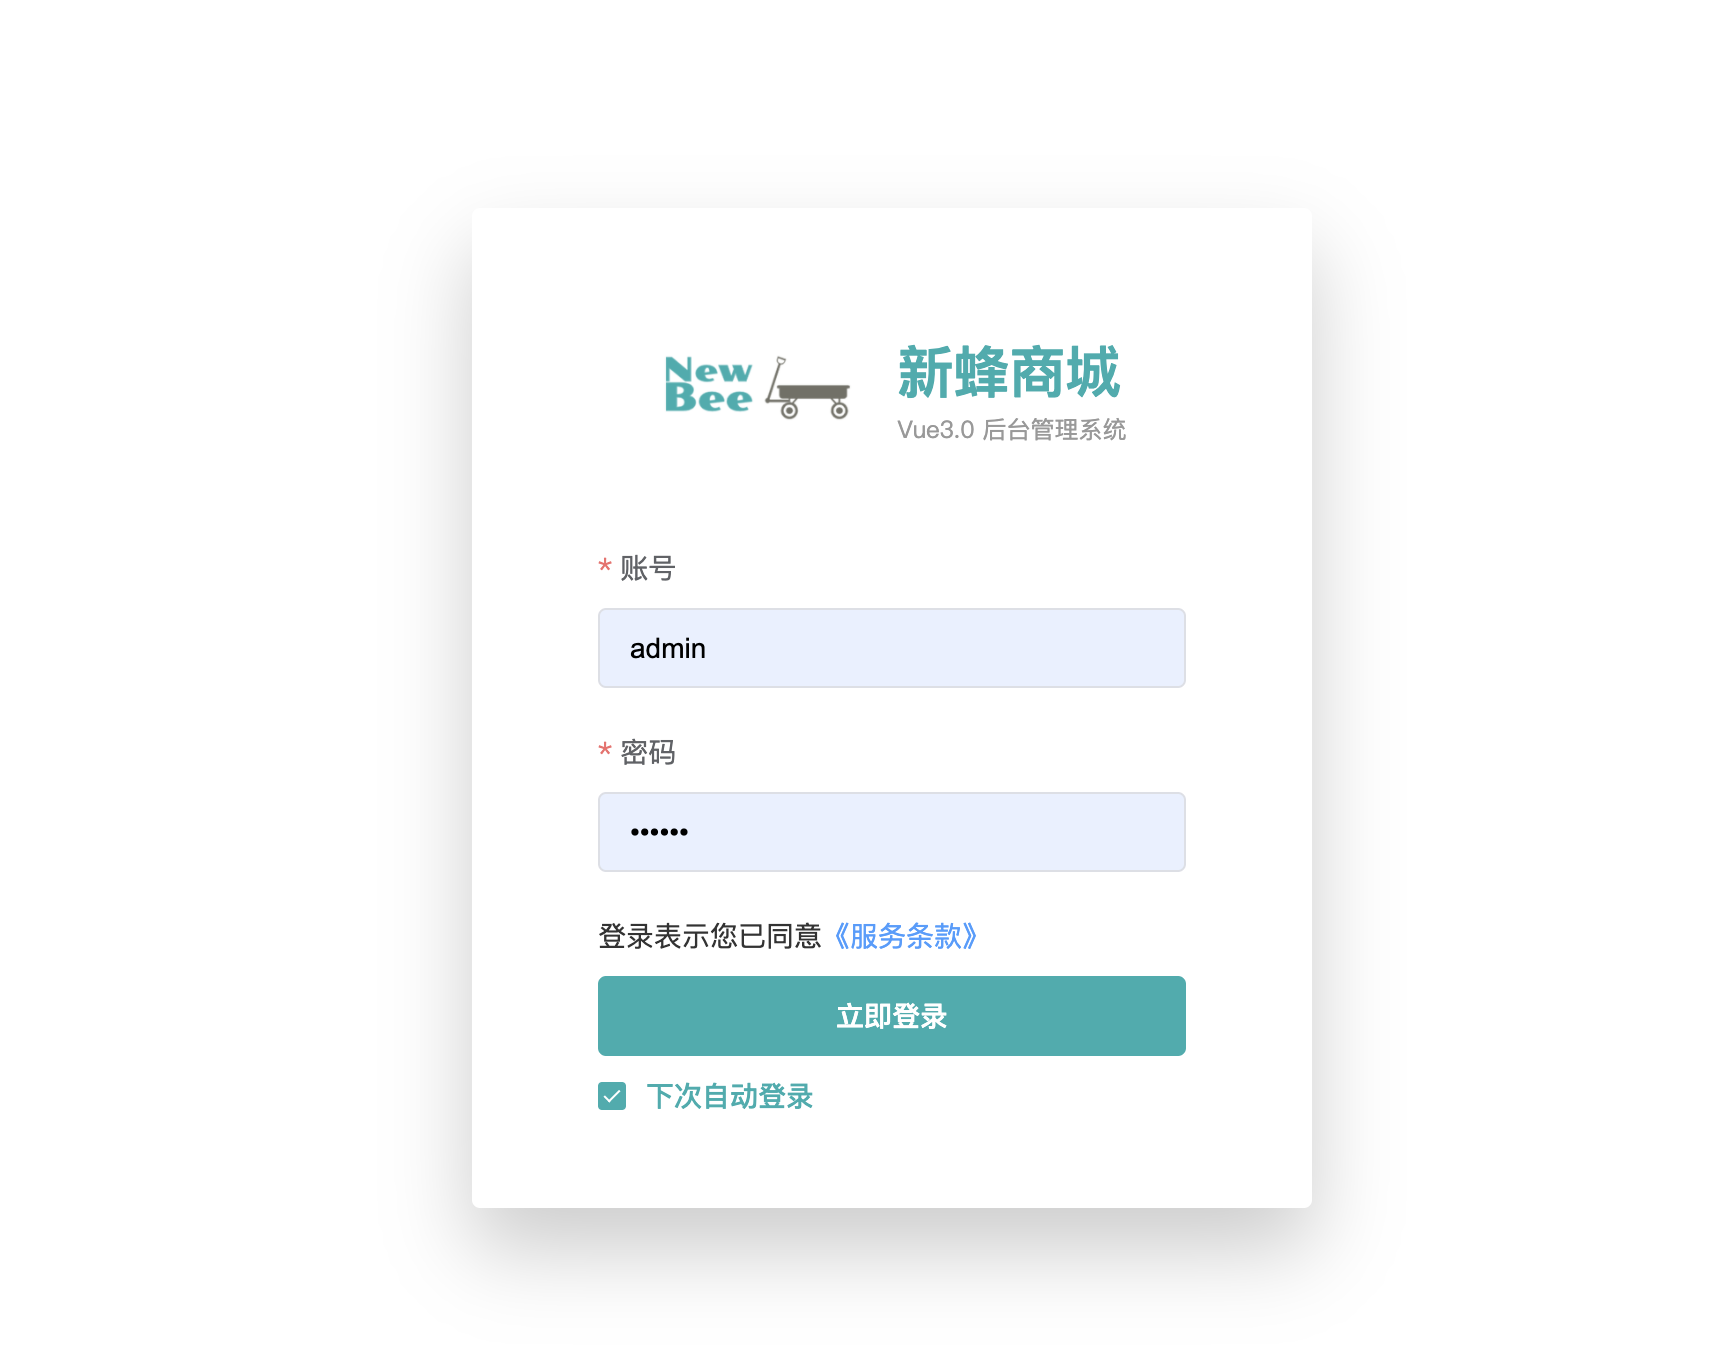 New
Bee
新蜂商城
Vue3.0 后台管理系统
* 账号
admin
* 密码
••••••
登录表示您已同意《服务条款》
立即登录
下次自动登录